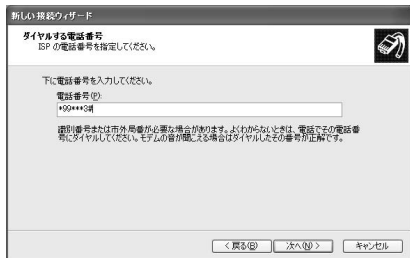 新しい接続ウィザード
ダイヤルする電話番号
ISP の電話番号を指定してください。
下に電話番号を入力してください。
電話番号(P):
*99***3#
識別番号または市外局番が必要な場合があります。よくわからないときは、電話でその電話番
号にダイヤルしてください。モデムの音が聞こえる場合はダイヤルしたその番号が正解です。
< 戻る(B)
次へ(N) >
キャンセル